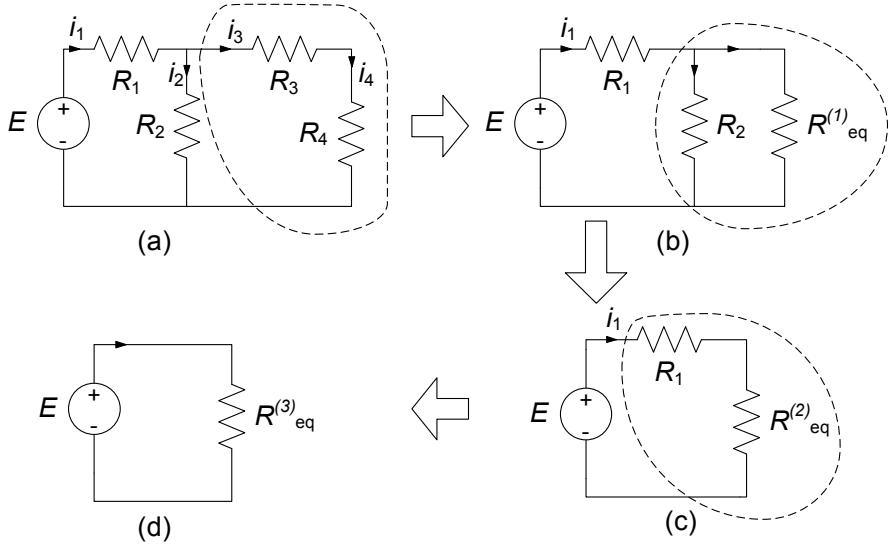 i1
i3
i2
i4
R1
R3
E
+
-
R2
R4
(a)
i1
R1
E
+
-
R2
R(1)eq
(b)
i1
R1
E
+
-
R(2)eq
(c)
E
+
-
R(3)eq
(d)